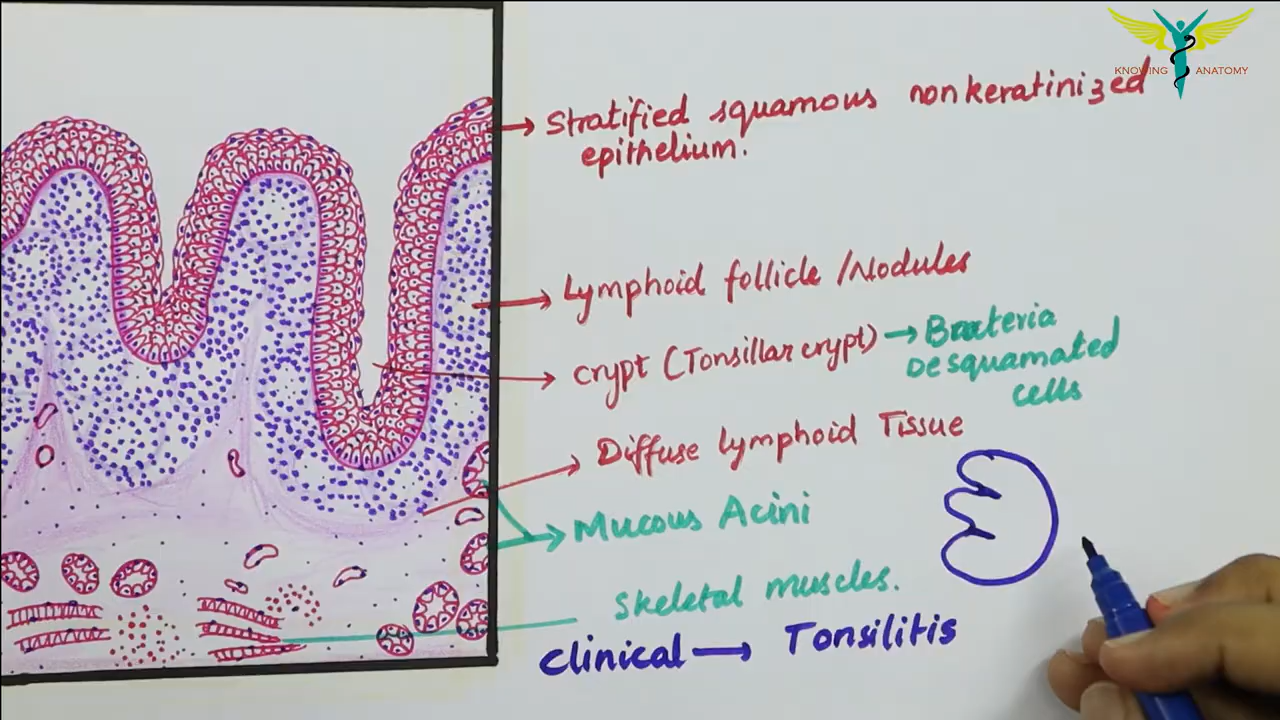 KNOWING ANATOMY
Stratified squamous nonkeratinized
epithelium.
Lymphoid follicle /Nodules
crypt (Tonsillar crypt) → Bacteria
Desquamated
cells
Diffuse lymphoid Tissue
Mucous Acini
Skeletal muscles.
clinical → Tonsilitis